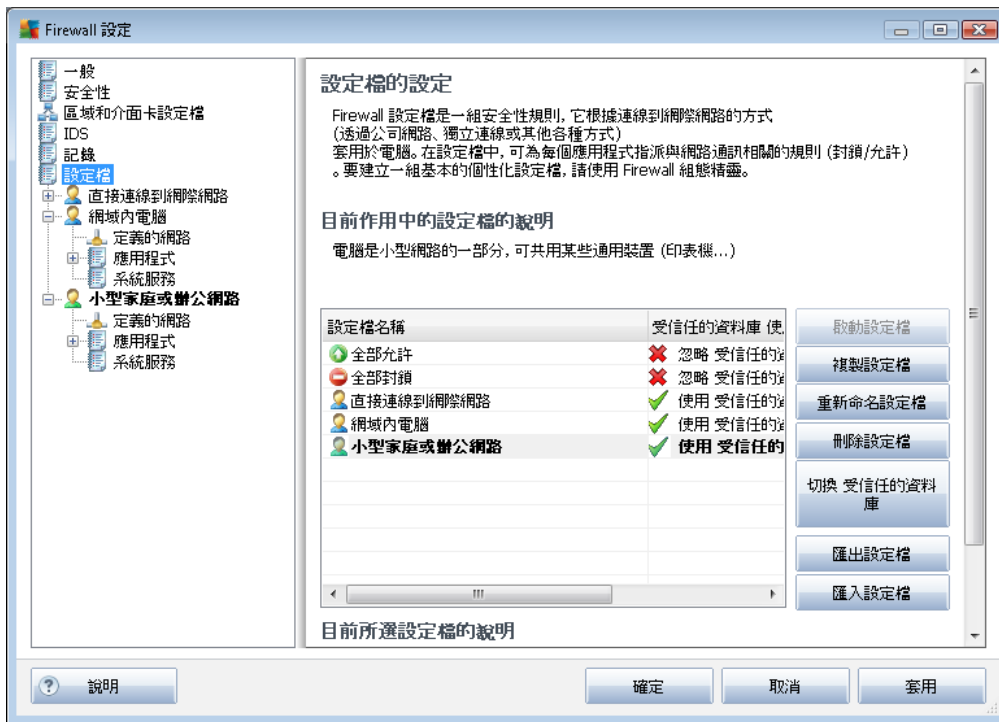 Firewall 設定
一般
安全性
區域和介面卡設定檔
IDS
記錄
設定檔
直接連線到網際網路
網域內電腦
定義的網路
應用程式
系統服務
小型家庭或辦公網路
定義的網路
應用程式
系統服務
設定檔的設定
Firewall 設定檔是一組安全性規則, 它根據連線到網際網路的方式
(透過公司網路、獨立連線或其他各種方式)
套用於電腦。在設定檔中, 可為每個應用程式指派與網路通訊相關的規則 (封鎖/允許)
。要建立一組基本的個性化設定檔, 請使用 Firewall 組態精靈。
目前作用中的設定檔的說明
電腦是小型網路的一部分, 可共用某些通用裝置 (印表機...)
設定檔名稱 受信任的資料庫 使
全部允許 忽略 受信任的
全部封鎖 忽略 受信任的
直接連線到網際網路 使用 受信任的
網域內電腦 使用 受信任的
小型家庭或辦公網路 使用 受信任的
啟動設定檔
複製設定檔
重新命名設定檔
刪除設定檔
切換 受信任的資料
庫
匯出設定檔
匯入設定檔
目前所選設定檔的說明
? 說明
確定
取消
套用